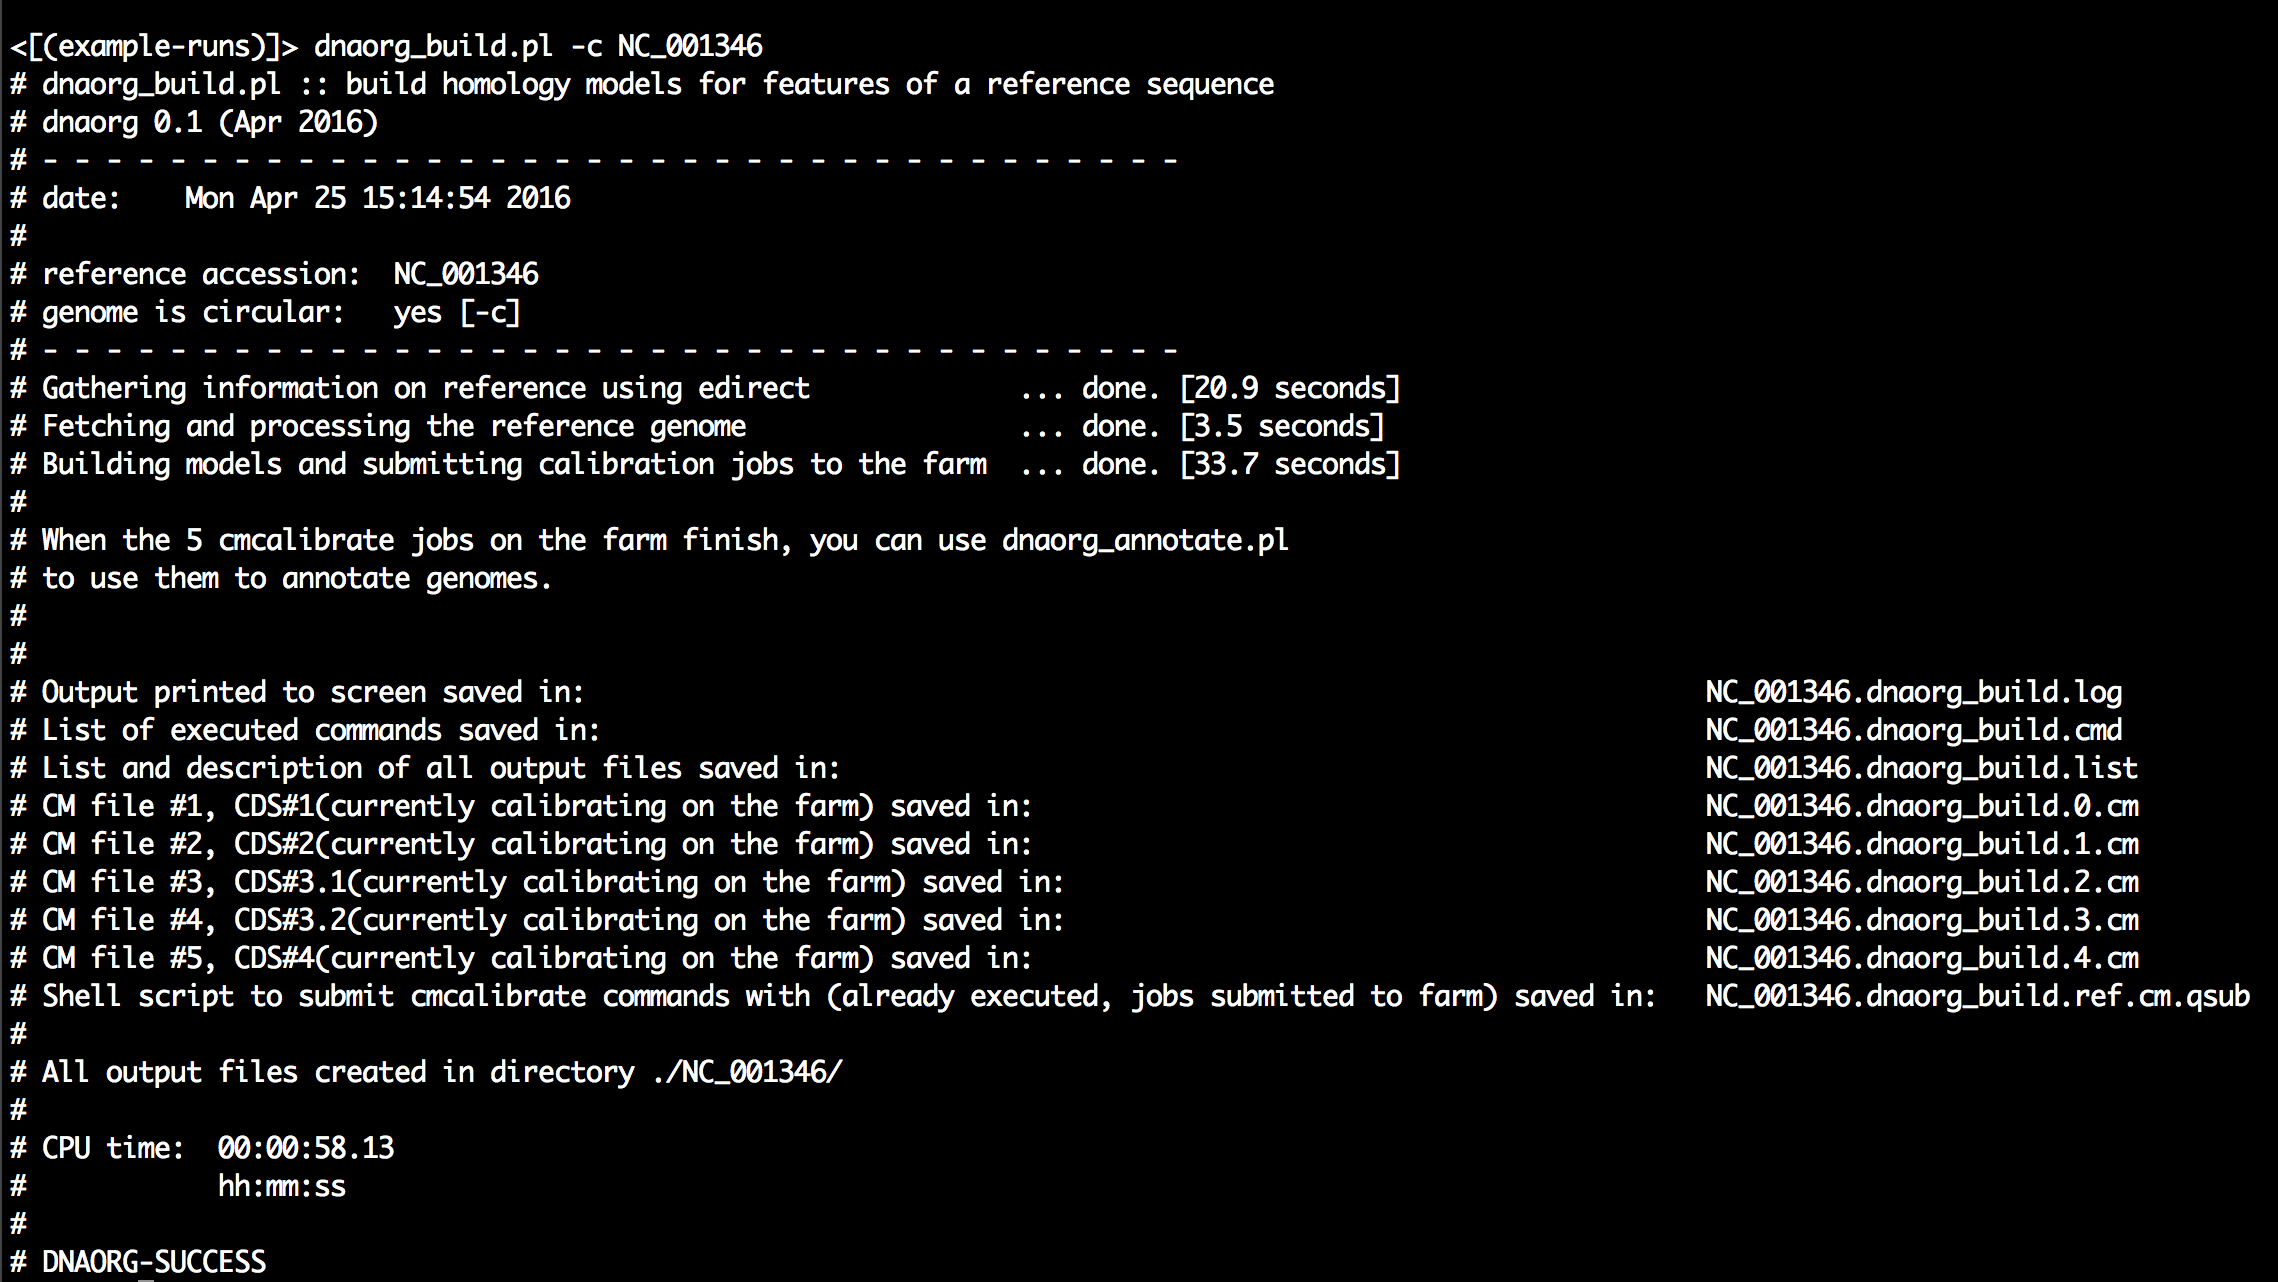 <[(example-runs)]> dnaorg_build.pl -c NC_001346
# dnaorg_build.pl :: build homology models for features of a reference sequence
# dnaorg 0.1 (Apr 2016)
# - - - - - - - - - - - - - - - - - - - - - - - - - - - - - - - - - - - -
# date:    Mon Apr 25 15:14:54 2016
#
# reference accession:  NC_001346
# genome is circular:   yes [-c]
# - - - - - - - - - - - - - - - - - - - - - - - - - - - - - - - - - - - -
# Gathering information on reference using edirect             ... done. [20.9 seconds]
# Fetching and processing the reference genome                 ... done. [3.5 seconds]
# Building models and submitting calibration jobs to the farm  ... done. [33.7 seconds]
#
# When the 5 cmcalibrate jobs on the farm finish, you can use dnaorg_annotate.pl
# to use them to annotate genomes.
#
#
# Output printed to screen saved in:                                                                      NC_001346.dnaorg_build.log
# List of executed commands saved in:                                                                     NC_001346.dnaorg_build.cmd
# List and description of all output files saved in:                                                      NC_001346.dnaorg_build.list
# CM file #1, CDS#1(currently calibrating on the farm) saved in:                                          NC_001346.dnaorg_build.0.cm
# CM file #2, CDS#2(currently calibrating on the farm) saved in:                                          NC_001346.dnaorg_build.1.cm
# CM file #3, CDS#3.1(currently calibrating on the farm) saved in:                                        NC_001346.dnaorg_build.2.cm
# CM file #4, CDS#3.2(currently calibrating on the farm) saved in:                                        NC_001346.dnaorg_build.3.cm
# CM file #5, CDS#4(currently calibrating on the farm) saved in:                                          NC_001346.dnaorg_build.4.cm
# Shell script to submit cmcalibrate commands with (already executed, jobs submitted to farm) saved in:   NC_001346.dnaorg_build.ref.cm.qsub
#
# All output files created in directory ./NC_001346/
#
# CPU time:  00:00:58.13
#            hh:mm:ss
#
# DNAORG-SUCCESS